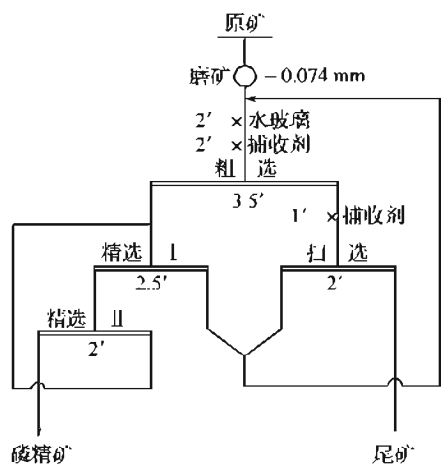 原矿
磨矿 -0.074 mm
2′ 水玻璃
2′ 捕收剂
粗 选
3.5′
1′ 捕收剂
精选 Ⅰ
2.5′
扫 选
2′
精选 Ⅱ
2′
磷精矿
尾矿